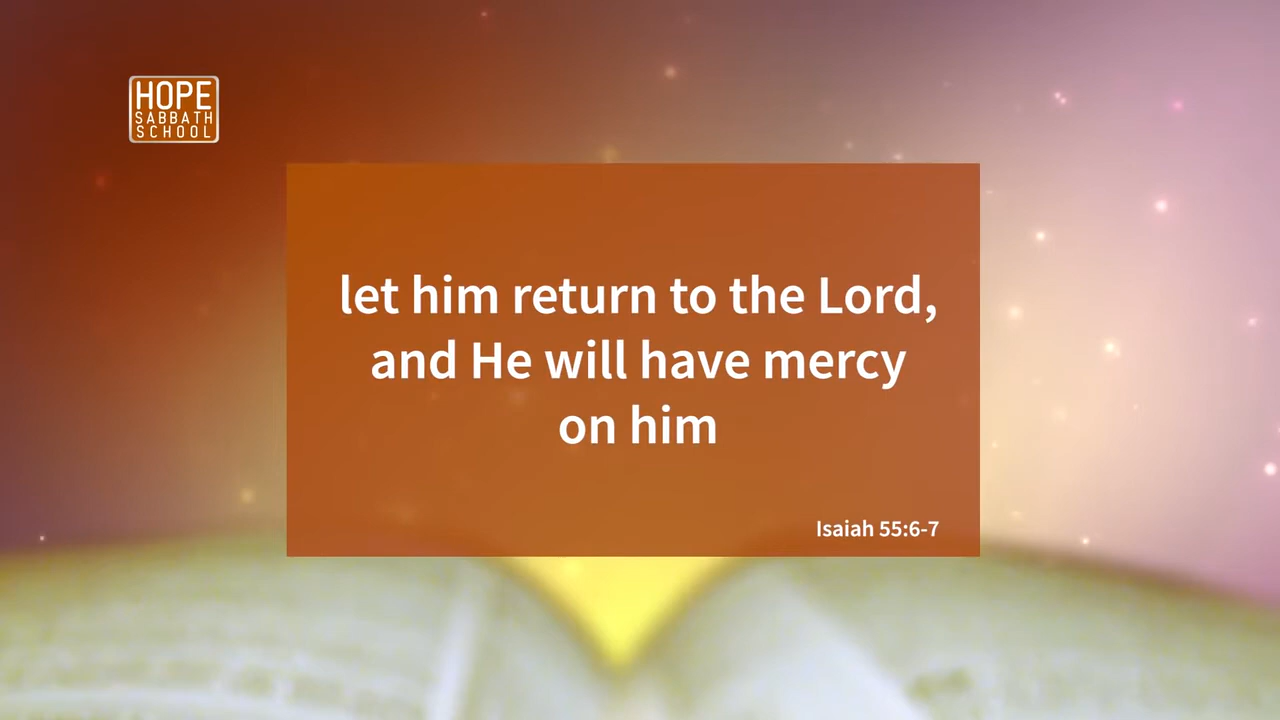 HOPE
SABBATH
SCHOOL
let him return to the Lord,
and He will have mercy
on him
Isaiah 55:6-7